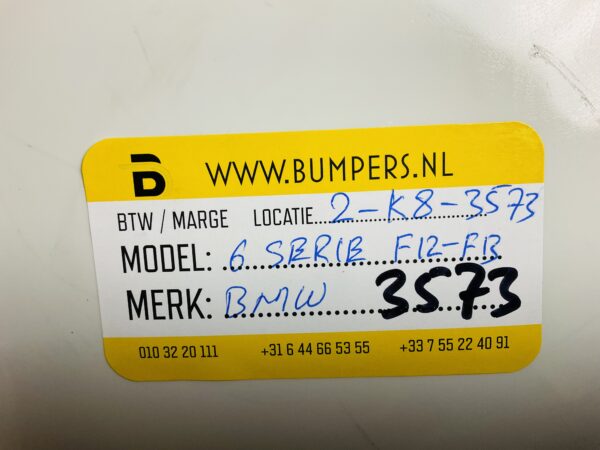 B WWW.BUMPERS.NL
BTW / MARGE LOCATIE 2-K8-3573
MODEL: 6 SERIE F12-F13
MERK: BMW 3573
010 32 20 111 +31 6 44 66 53 55 +33 7 55 22 40 91